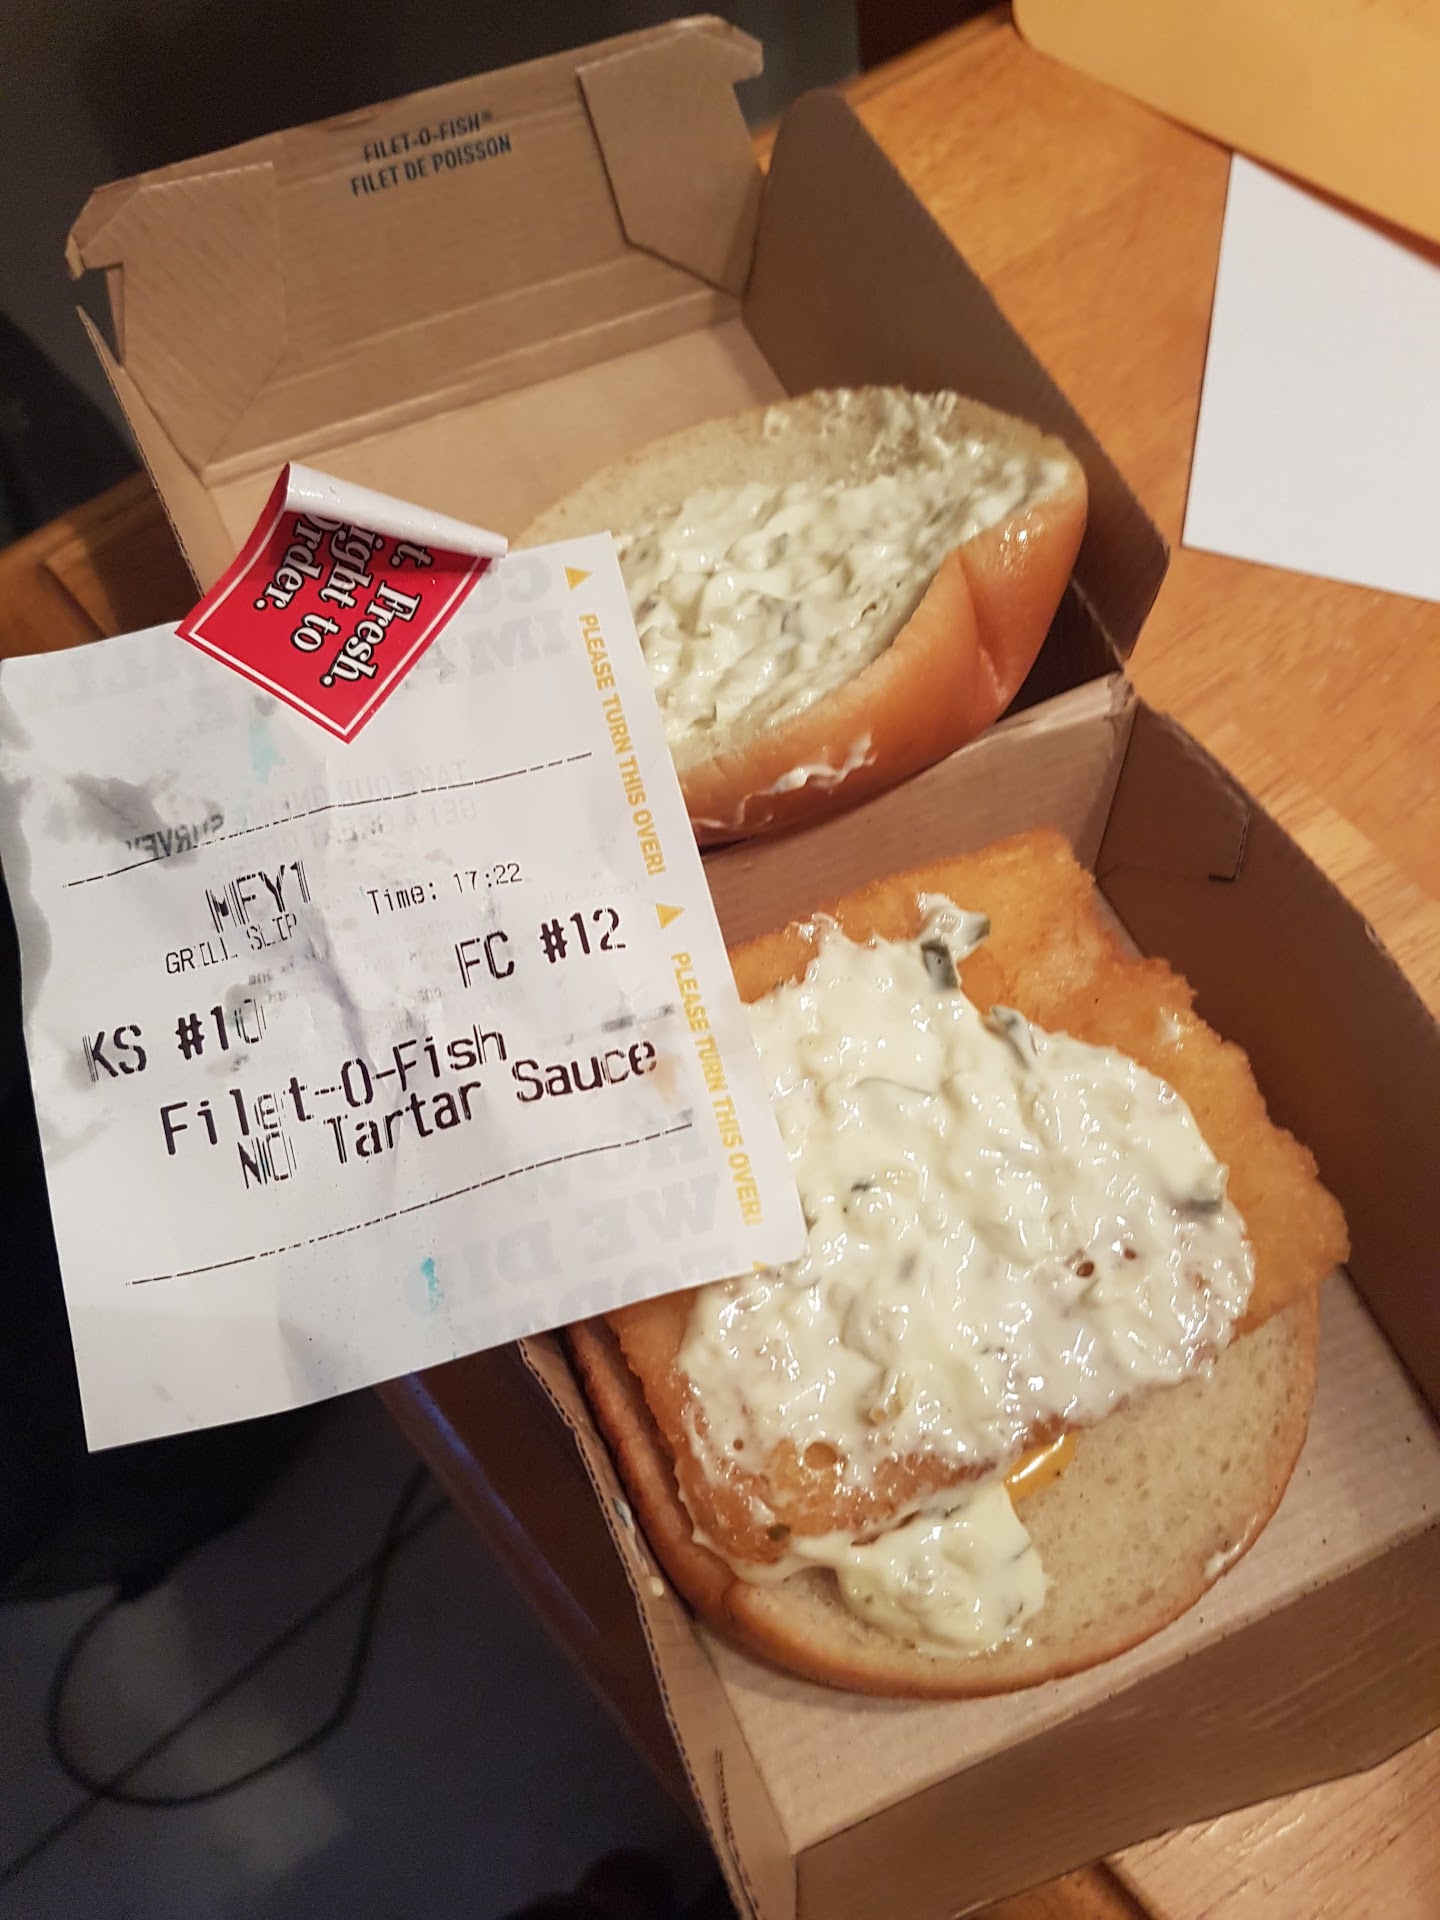 FILET-O-FISH®
FILET DE POISSON
t. Fresh.
Right to
Order.
PLEASE TURN THIS OVER!
PLEASE TURN THIS OVER!
SURVEY
MFY1 Time: 17:22
GRILL SLIP
KS #10 FC #12
Filet-O-Fish
NO Tartar Sauce